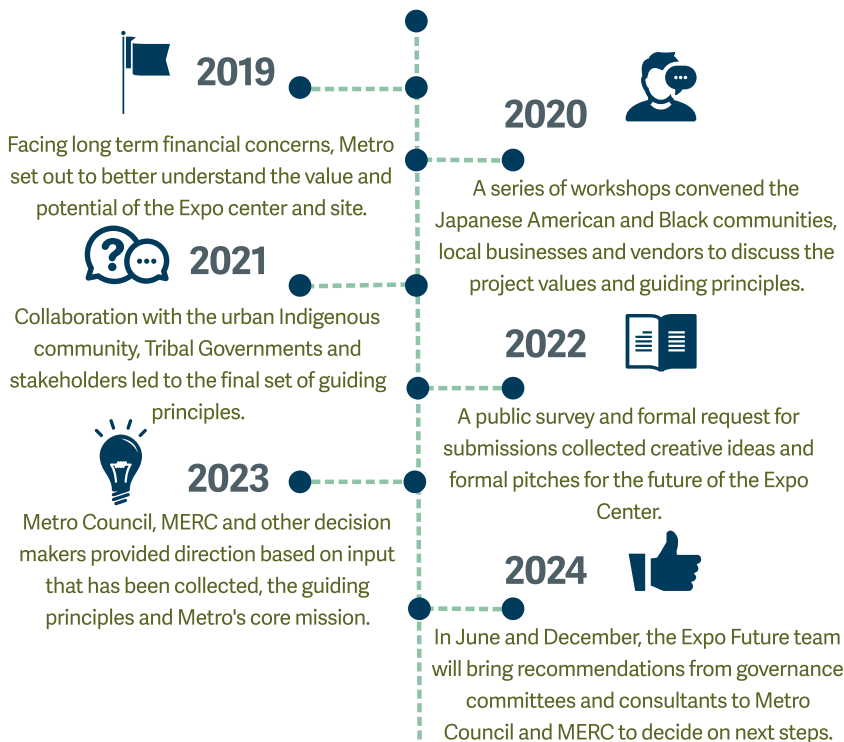 2019
Facing long term financial concerns, Metro
set out to better understand the value and
potential of the Expo center and site.
2020
A series of workshops convened the
Japanese American and Black communities,
local businesses and vendors to discuss the
project values and guiding principles.
2021
Collaboration with the urban Indigenous
community, Tribal Governments and
stakeholders led to the final set of guiding
principles.
2022
A public survey and formal request for
submissions collected creative ideas and
formal pitches for the future of the Expo
Center.
2023
Metro Council, MERC and other decision
makers provided direction based on input
that has been collected, the guiding
principles and Metro's core mission.
2024
In June and December, the Expo Future team
will bring recommendations from governance
committees and consultants to Metro
Council and MERC to decide on next steps.